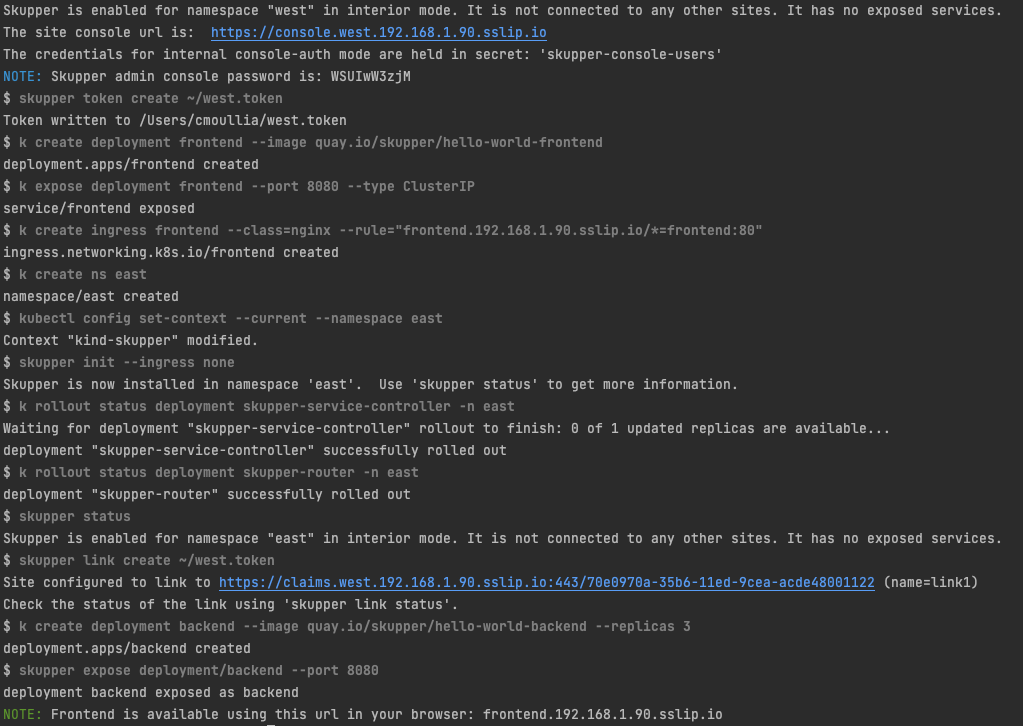 Skupper is enabled for namespace "west" in interior mode. It is not connected to any other sites. It has no exposed services.
The site console url is:  https://console.west.192.168.1.90.sslip.io
The credentials for internal console-auth mode are held in secret: 'skupper-console-users'
NOTE: Skupper admin console password is: WSUIwW3zjM
$ skupper token create ~/west.token
Token written to /Users/cmoullia/west.token
$ k create deployment frontend --image quay.io/skupper/hello-world-frontend
deployment.apps/frontend created
$ k expose deployment frontend --port 8080 --type ClusterIP
service/frontend exposed
$ k create ingress frontend --class=nginx --rule="frontend.192.168.1.90.sslip.io/*=frontend:80"
ingress.networking.k8s.io/frontend created
$ k create ns east
namespace/east created
$ kubectl config set-context --current --namespace east
Context "kind-skupper" modified.
$ skupper init --ingress none
Skupper is now installed in namespace 'east'.  Use 'skupper status' to get more information.
$ k rollout status deployment skupper-service-controller -n east
Waiting for deployment "skupper-service-controller" rollout to finish: 0 of 1 updated replicas are available...
deployment "skupper-service-controller" successfully rolled out
$ k rollout status deployment skupper-router -n east
deployment "skupper-router" successfully rolled out
$ skupper status
Skupper is enabled for namespace "east" in interior mode. It is not connected to any other sites. It has no exposed services.
$ skupper link create ~/west.token
Site configured to link to https://claims.west.192.168.1.90.sslip.io:443/70e0970a-35b6-11ed-9cea-acde48001122 (name=link1)
Check the status of the link using 'skupper link status'.
$ k create deployment backend --image quay.io/skupper/hello-world-backend --replicas 3
deployment.apps/backend created
$ skupper expose deployment/backend --port 8080
deployment backend exposed as backend
NOTE: Frontend is available using this url in your browser: frontend.192.168.1.90.sslip.io